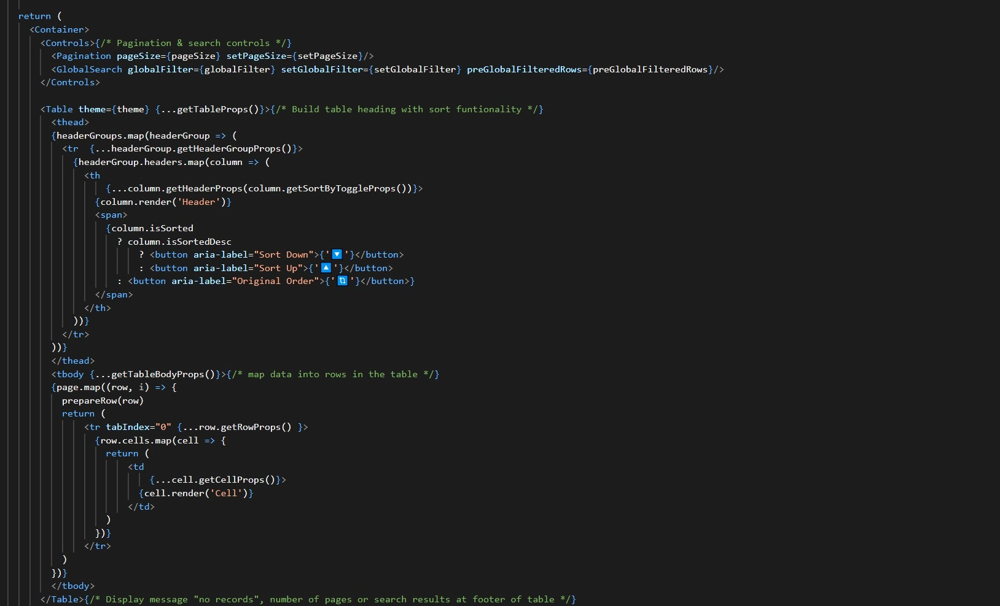 return (
<Container>
<Controls>{/* Pagination & search controls */}
<Pagination pageSize={pageSize} setPageSize={setPageSize}/>
<GlobalSearch globalFilter={globalFilter} setGlobalFilter={setGlobalFilter} preGlobalFilteredRows={preGlobalFilteredRows}/>
</Controls>
<Table theme={theme} {...getTableProps()}>{/* Build table heading with sort funtionality */}
<thead>
{headerGroups.map(headerGroup => (
<tr  {...headerGroup.getHeaderGroupProps()}>
{headerGroup.headers.map(column => (
<th
{...column.getHeaderProps(column.getSortByToggleProps())}>
{column.render('Header')}
<span>
{column.isSorted
? column.isSortedDesc
? <button aria-label="Sort Down">{'🔽'}</button>
: <button aria-label="Sort Up">{'🔼'}</button>
: <button aria-label="Original Order">{'🔃'}</button>}
</span>
</th>
))}
</tr>
))}
</thead>
<tbody {...getTableBodyProps()}>{/* map data into rows in the table */}
{page.map((row, i) => {
prepareRow(row)
return (
<tr tabIndex="0" {...row.getRowProps() }>
{row.cells.map(cell => {
return (
<td
{...cell.getCellProps()}>
{cell.render('Cell')}
</td>
)
})}
</tr>
)
})}
</tbody>
</Table>{/* Display message "no records", number of pages or search results at footer of table */}